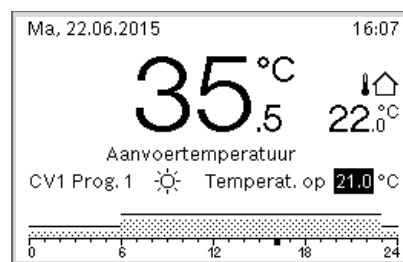 Ma, 22.06.2015 16:07
35.5 °C 22.0°C
Aanvoertemperatuur
CV1 Prog. 1 Temperat. op 21.0 °C
0 6 12 18 24